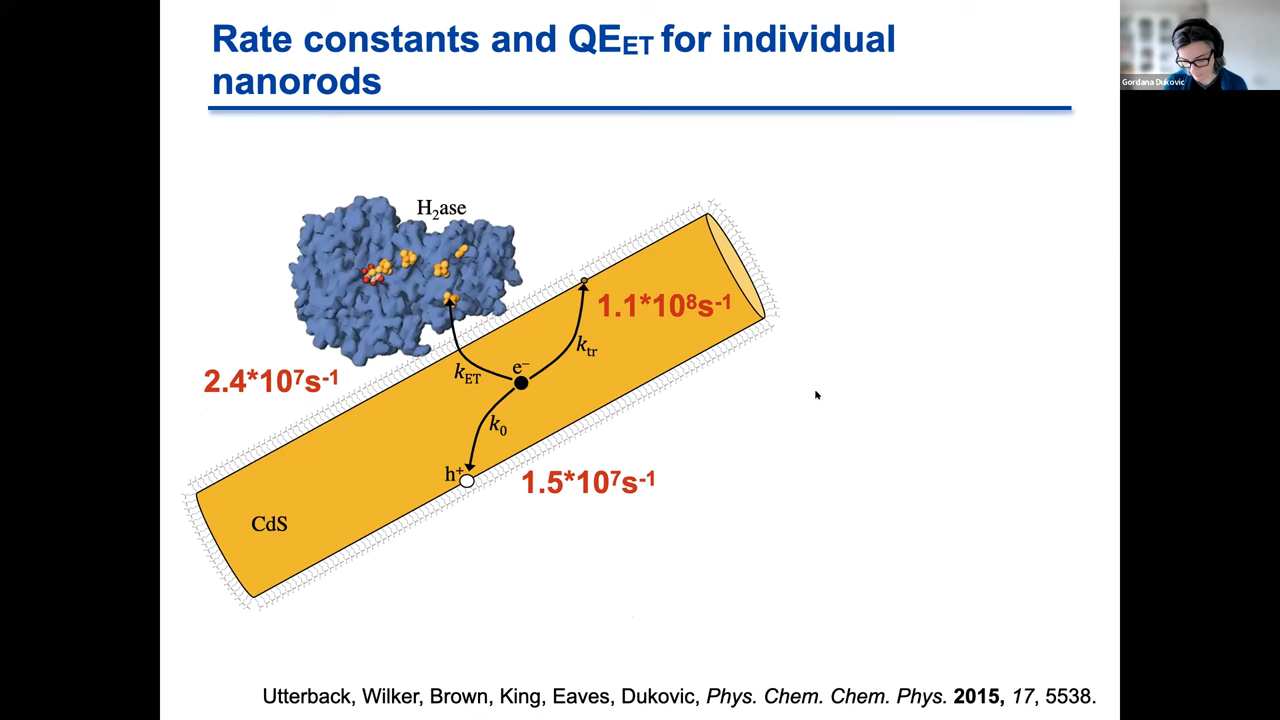 Rate constants and QE_ET for individual
nanorods
Gordana Dukovic
H₂ase
1.1*10⁸s⁻¹
k_tr
e⁻
k_ET
2.4*10⁷s⁻¹
k₀
h⁺
1.5*10⁷s⁻¹
CdS
Utterback, Wilker, Brown, King, Eaves, Dukovic, Phys. Chem. Chem. Phys. 2015, 17, 5538.